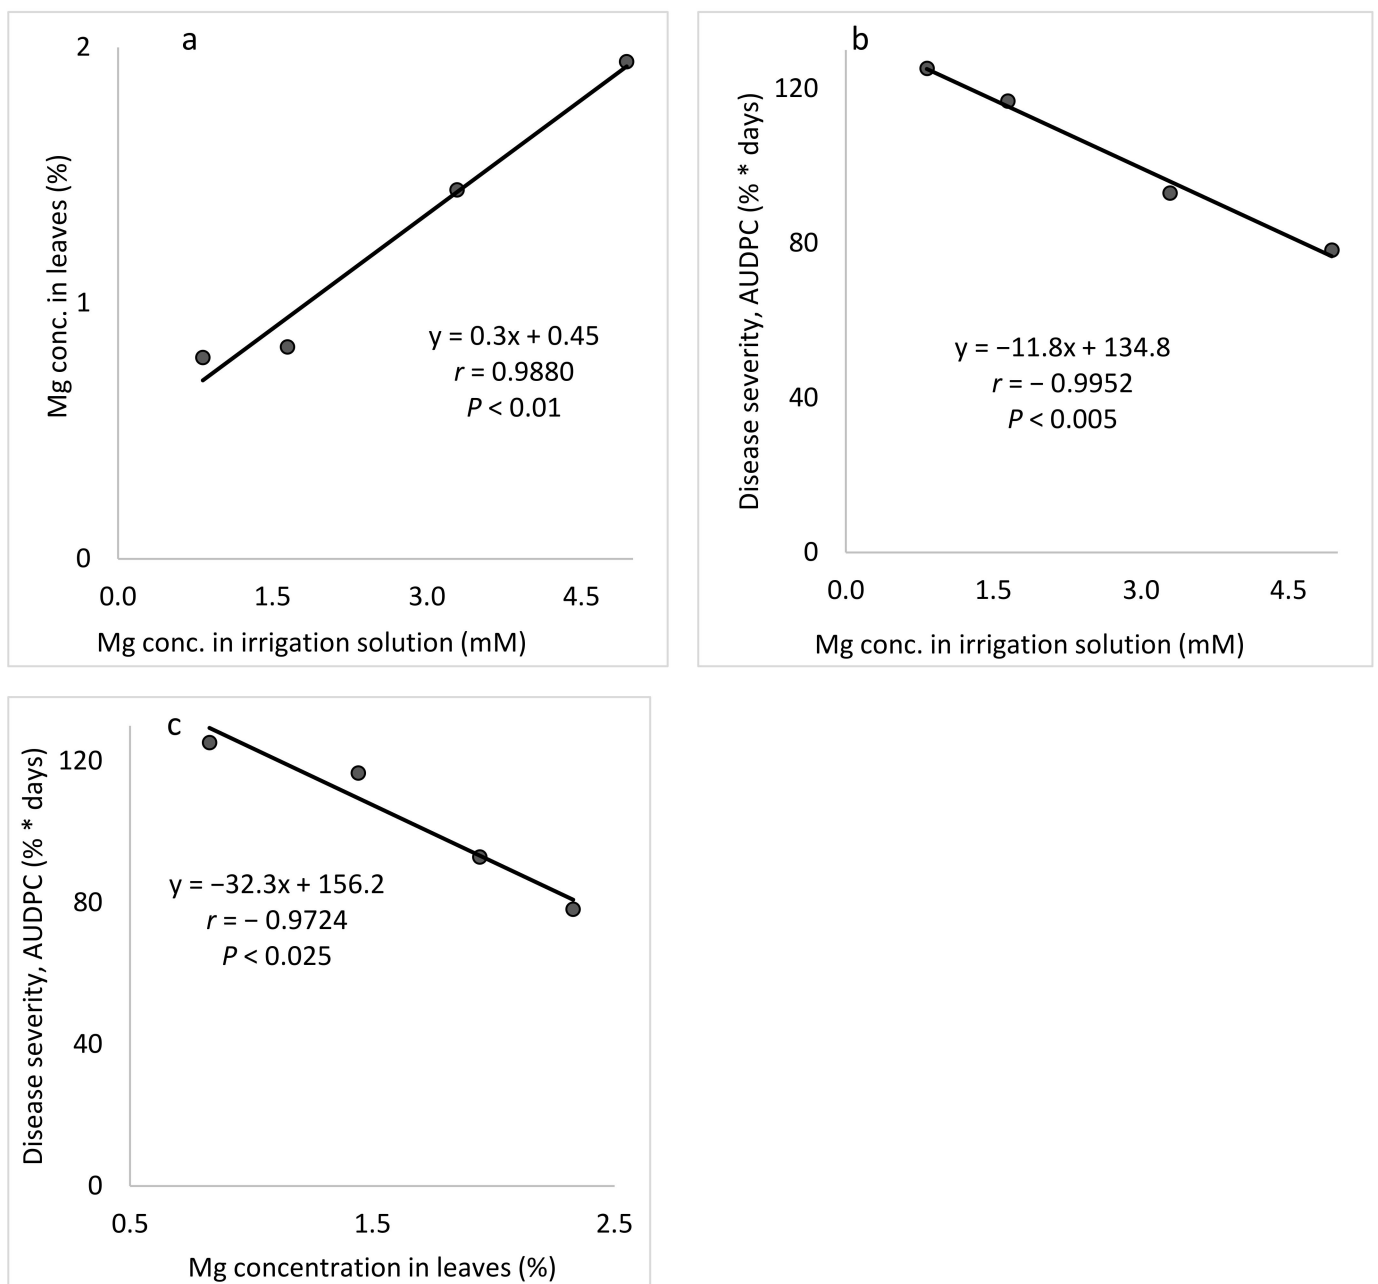 a
2
1
0
Mg conc. in leaves (%)
y = 0.3x + 0.45
r = 0.9880
P < 0.01
0.0 1.5 3.0 4.5
Mg conc. in irrigation solution (mM)
b
120
80
40
0
Disease severity, AUDPC (% * days)
y = −11.8x + 134.8
r = − 0.9952
P < 0.005
0.0 1.5 3.0 4.5
Mg conc. in irrigation solution (mM)
c
120
80
40
0
Disease severity, AUDPC (% * days)
y = −32.3x + 156.2
r = − 0.9724
P < 0.025
0.5 1.5 2.5
Mg concentration in leaves (%)